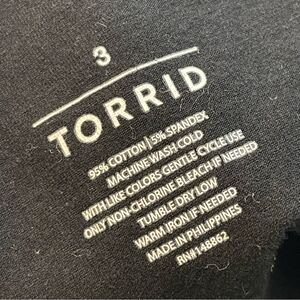 3
TORRID
95% COTTON | 5% SPANDEX
MACHINE WASH COLD
WITH LIKE COLORS GENTLE CYCLE USE
ONLY NON-CHLORINE BLEACH IF NEEDED
TUMBLE DRY LOW
WARM IRON IF NEEDED
MADE IN PHILIPPINES
RN#148862